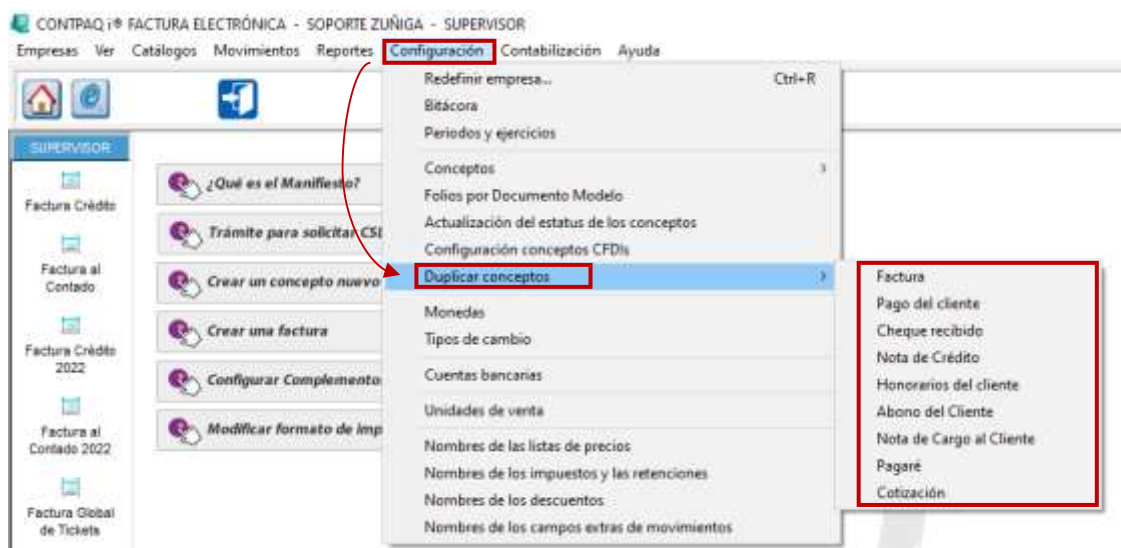 CONTPAQ i® FACTURA ELECTRÓNICA - SOPORTE ZUÑIGA - SUPERVISOR
Empresas Ver Catálogos Movimientos Reportes Configuración Contabilización Ayuda
SUPERVISOR
Factura Crédito
Factura al
Contado
Factura Crédito
2022
Factura al
Contado 2022
Factura Global
de Tickets
¿Qué es el Manifiesto?
Trámite para solicitar CSD
Crear un concepto nuevo
Crear una factura
Configurar Complemento
Modificar formato de imp
Redefinir empresa... Ctrl+R
Bitácora
Periodos y ejercicios
Conceptos
Folios por Documento Modelo
Actualización del estatus de los conceptos
Configuración conceptos CFDIs
Duplicar conceptos
Monedas
Tipos de cambio
Cuentas bancarias
Unidades de venta
Nombres de las listas de precios
Nombres de los impuestos y las retenciones
Nombres de los descuentos
Nombres de los campos extras de movimientos
Factura
Pago del cliente
Cheque recibido
Nota de Crédito
Honorarios del cliente
Abono del Cliente
Nota de Cargo al Cliente
Pagaré
Cotización